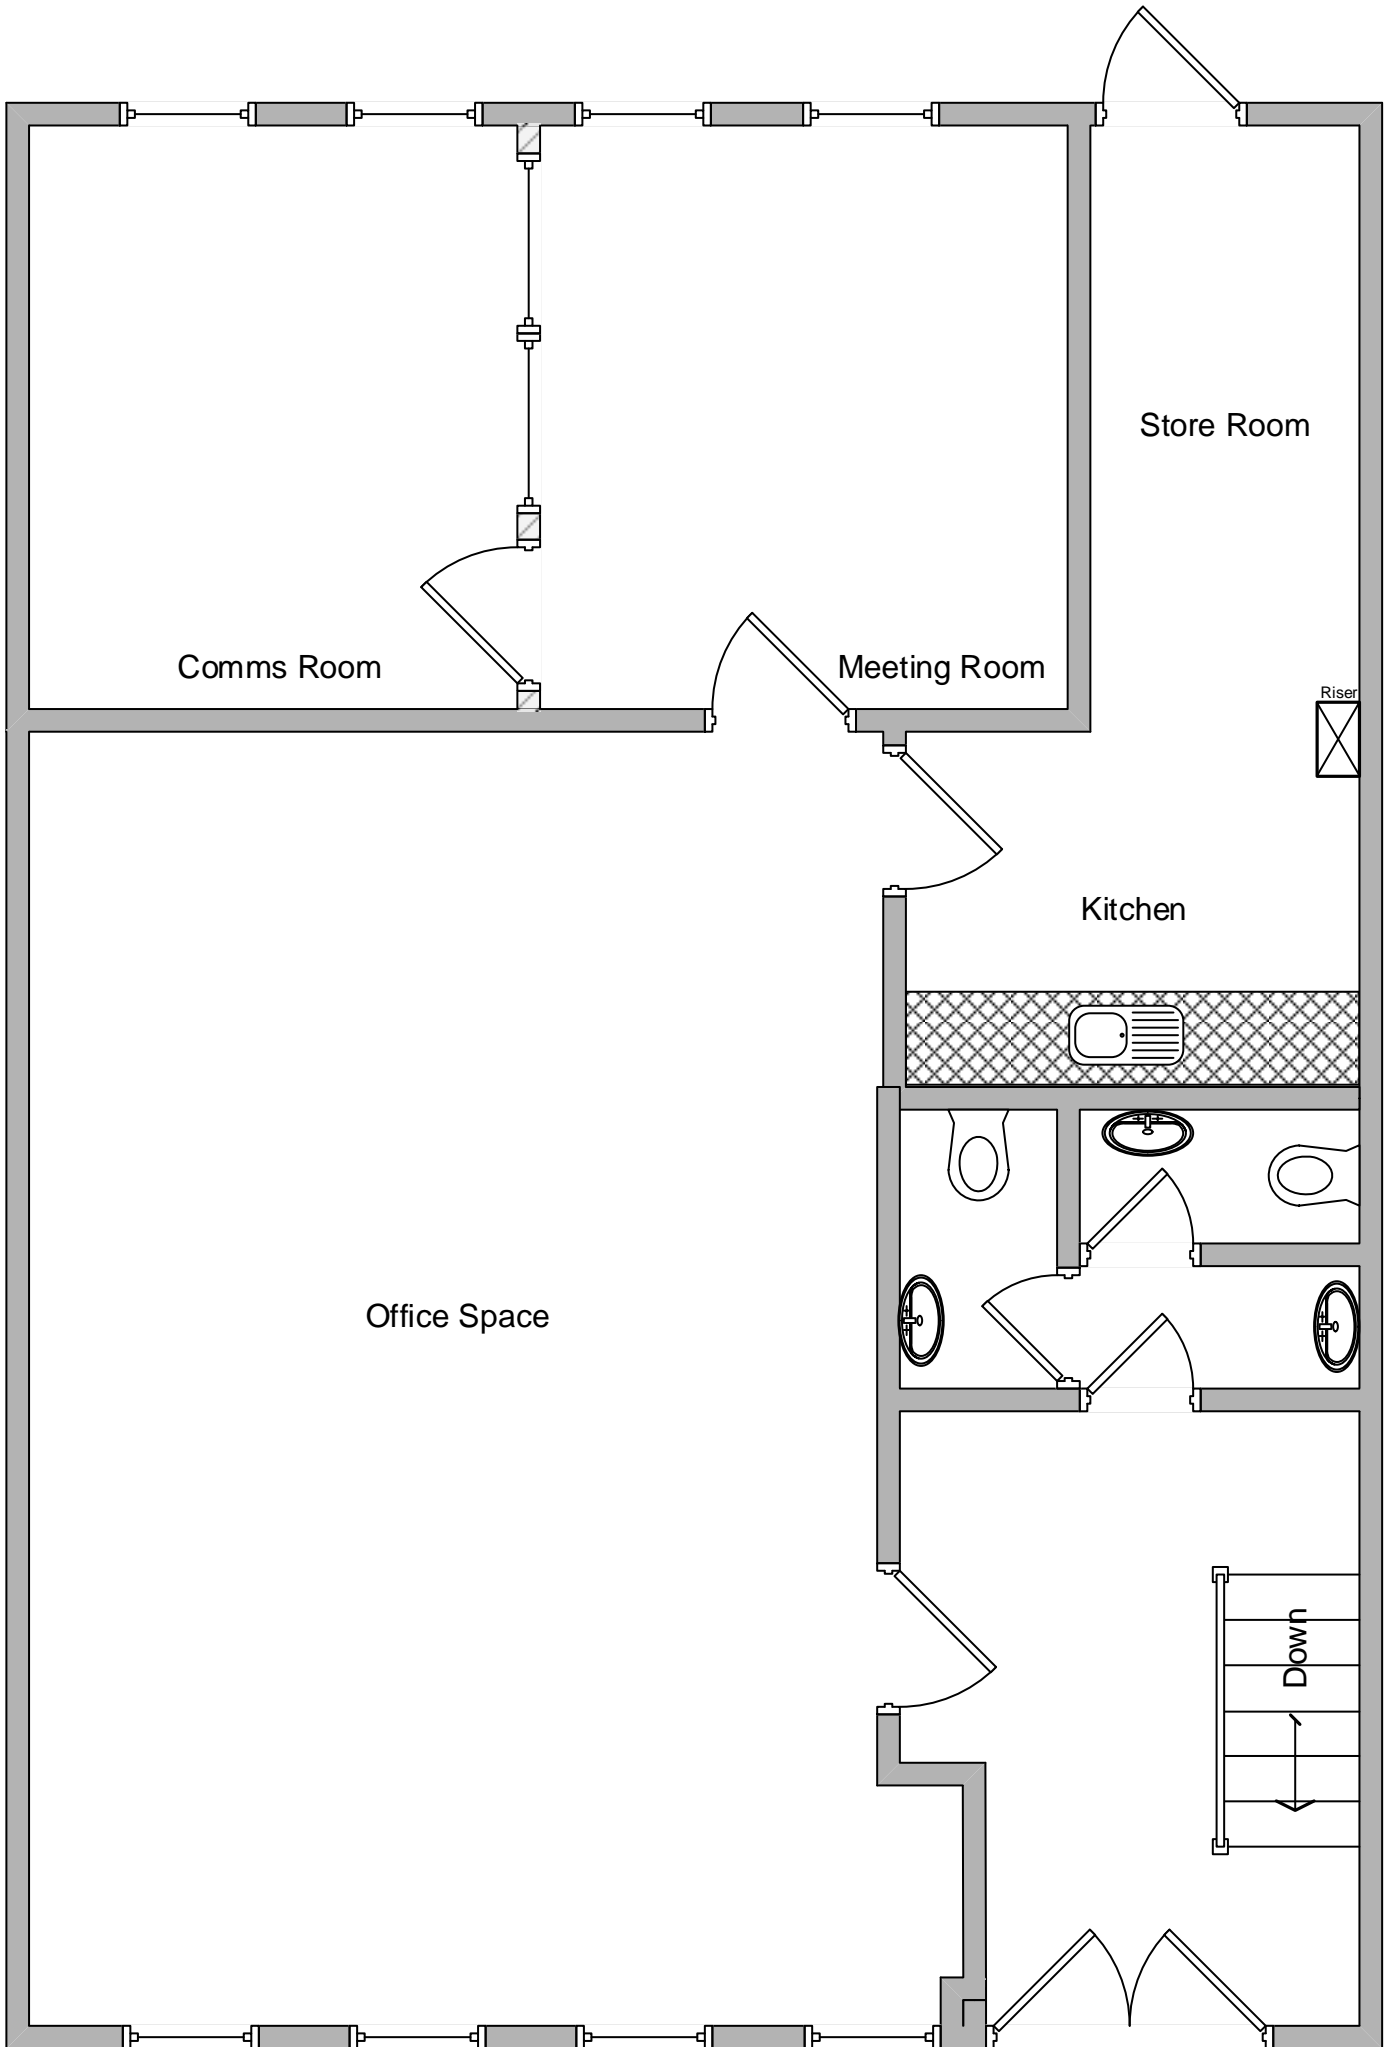 Store Room
Comms Room
Meeting Room
Riser
Kitchen
Office Space
Down